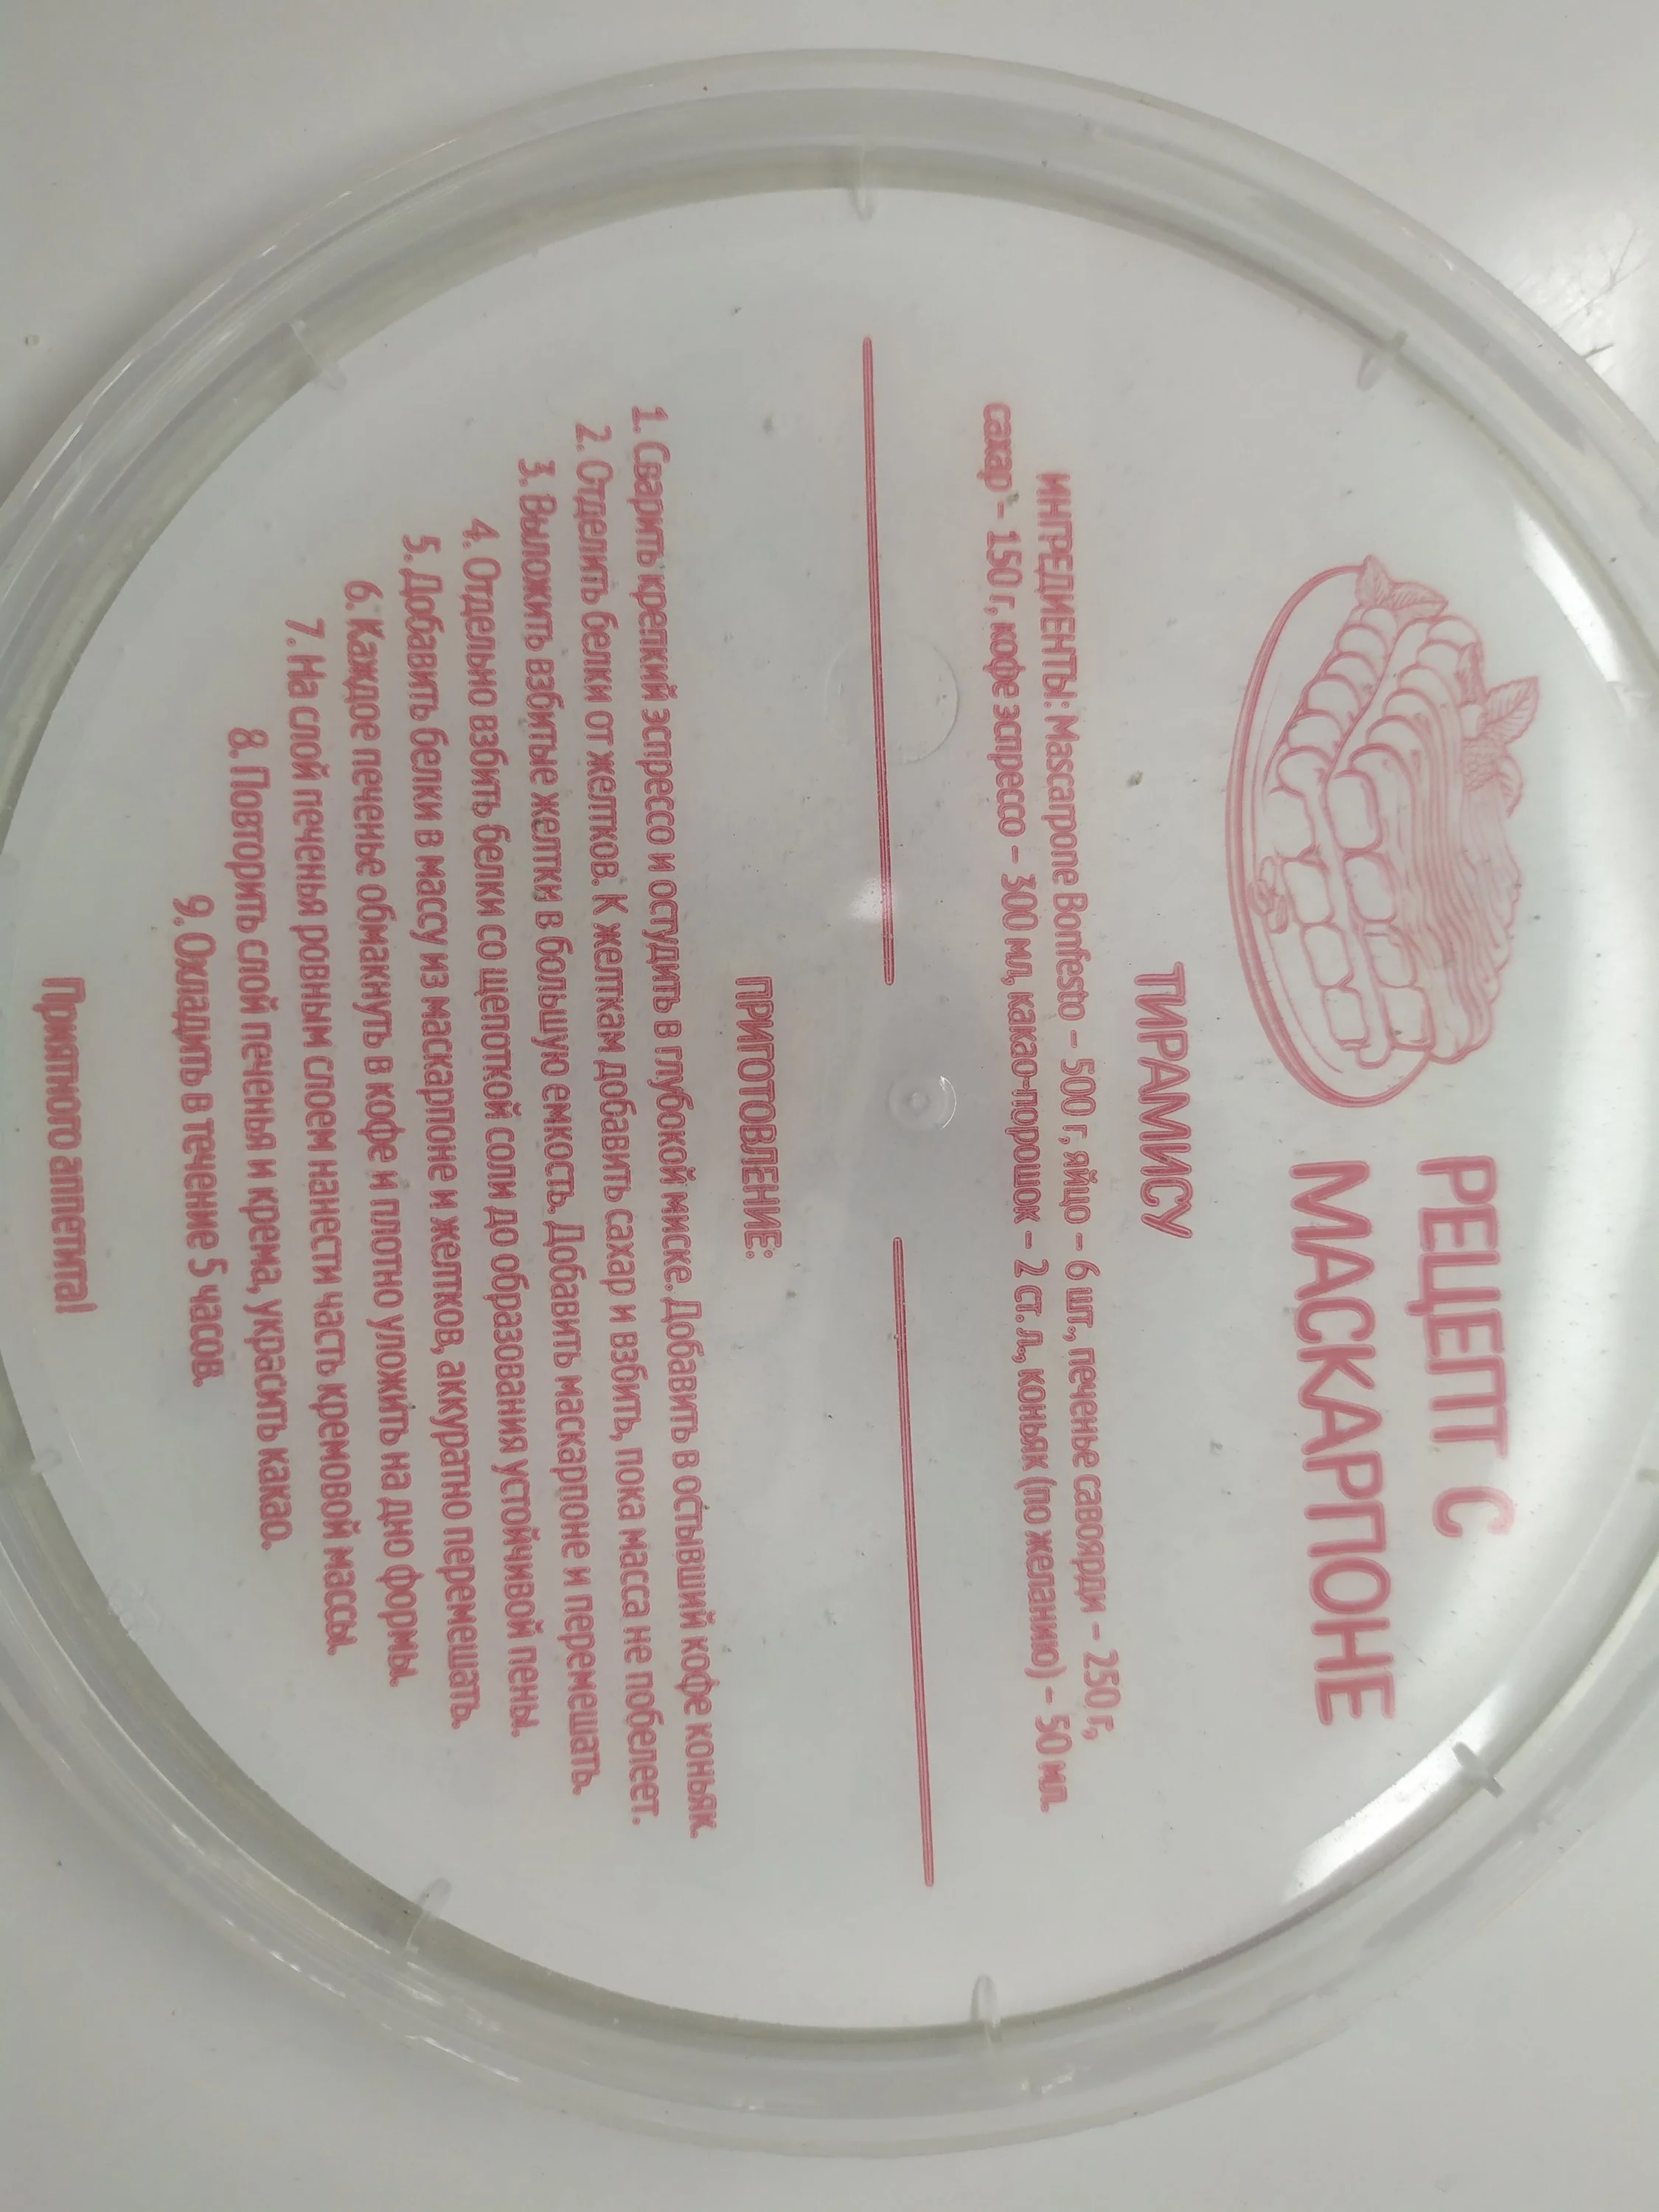 РЕЦЕПТ С
МАСКАРПОНЕ
ТИРАМИСУ
ИНГРЕДИЕНТЫ: Mascarpone Bonfesto – 500 г, яйцо – 6 шт., печенье савоярди – 250 г,
сахар – 150 г, кофе эспрессо – 300 мл, какао-порошок – 2 ст. л., коньяк (по желанию) – 50 мл.
ПРИГОТОВЛЕНИЕ:
1. Сварить крепкий эспрессо и остудить в глубокой миске. Добавить в остывший кофе коньяк.
2. Отделить белки от желтков. К желткам добавить сахар и взбить, пока масса не побелеет.
3. Выложить взбитые желтки в большую емкость. Добавить маскарпоне и перемешать.
4. Отдельно взбить белки со щепоткой соли до образования устойчивой пены.
5. Добавить белки в массу из маскарпоне и желтков, аккуратно перемешать.
6. Каждое печенье обмакнуть в кофе и плотно уложить на дно формы.
7. На слой печенья ровным слоем нанести часть кремовой массы.
8. Повторить слой печенья и крема, украсить какао.
9. Охладить в течение 5 часов.
Приятного аппетита!